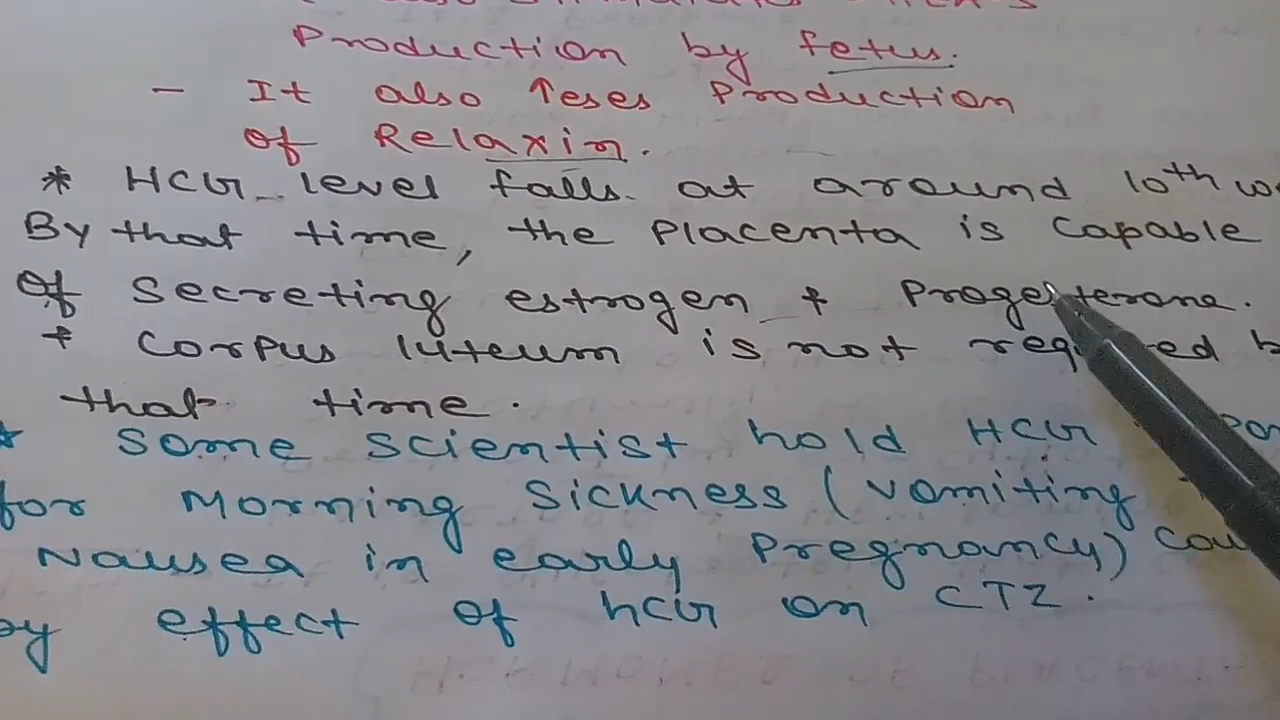 Production by fetus.
- It also ↑eses Production
of Relaxin.
* HCG level falls at around 10th
By that time, the Placenta is capable
of secreting estrogen + Progesterone.
* Corpus luteum is not required
that time.
* Some scientist hold HCG
for Morning Sickness (vomiting
Nausea in early Pregnancy)
by effect of hCG on CTZ.